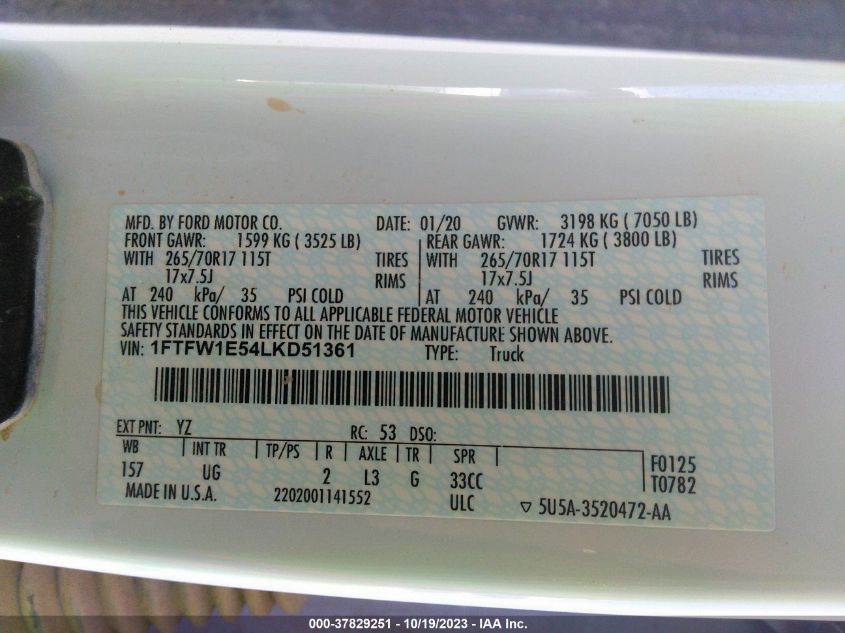 MFD. BY FORD MOTOR CO. DATE: 01/20 GVWR: 3198 KG ( 7050 LB)
FRONT GAWR: 1599 KG ( 3525 LB) REAR GAWR: 1724 KG ( 3800 LB)
WITH 265/70R17 115T TIRES WITH 265/70R17 115T TIRES
17x7.5J RIMS 17x7.5J RIMS
AT 240 kPa/ 35 PSI COLD AT 240 kPa/ 35 PSI COLD
THIS VEHICLE CONFORMS TO ALL APPLICABLE FEDERAL MOTOR VEHICLE
SAFETY STANDARDS IN EFFECT ON THE DATE OF MANUFACTURE SHOWN ABOVE.
VIN: 1FTFW1E54LKD51361 TYPE: Truck
EXT PNT: YZ RC: 53 DSO:
WB INT TR TP/PS R AXLE TR SPR F0125
157 UG 2 L3 G 33CC T0782
MADE IN U.S.A. 2202001141552 ULC ▽ 5U5A-3520472-AA
000-37829251 - 10/19/2023 - IAA Inc.